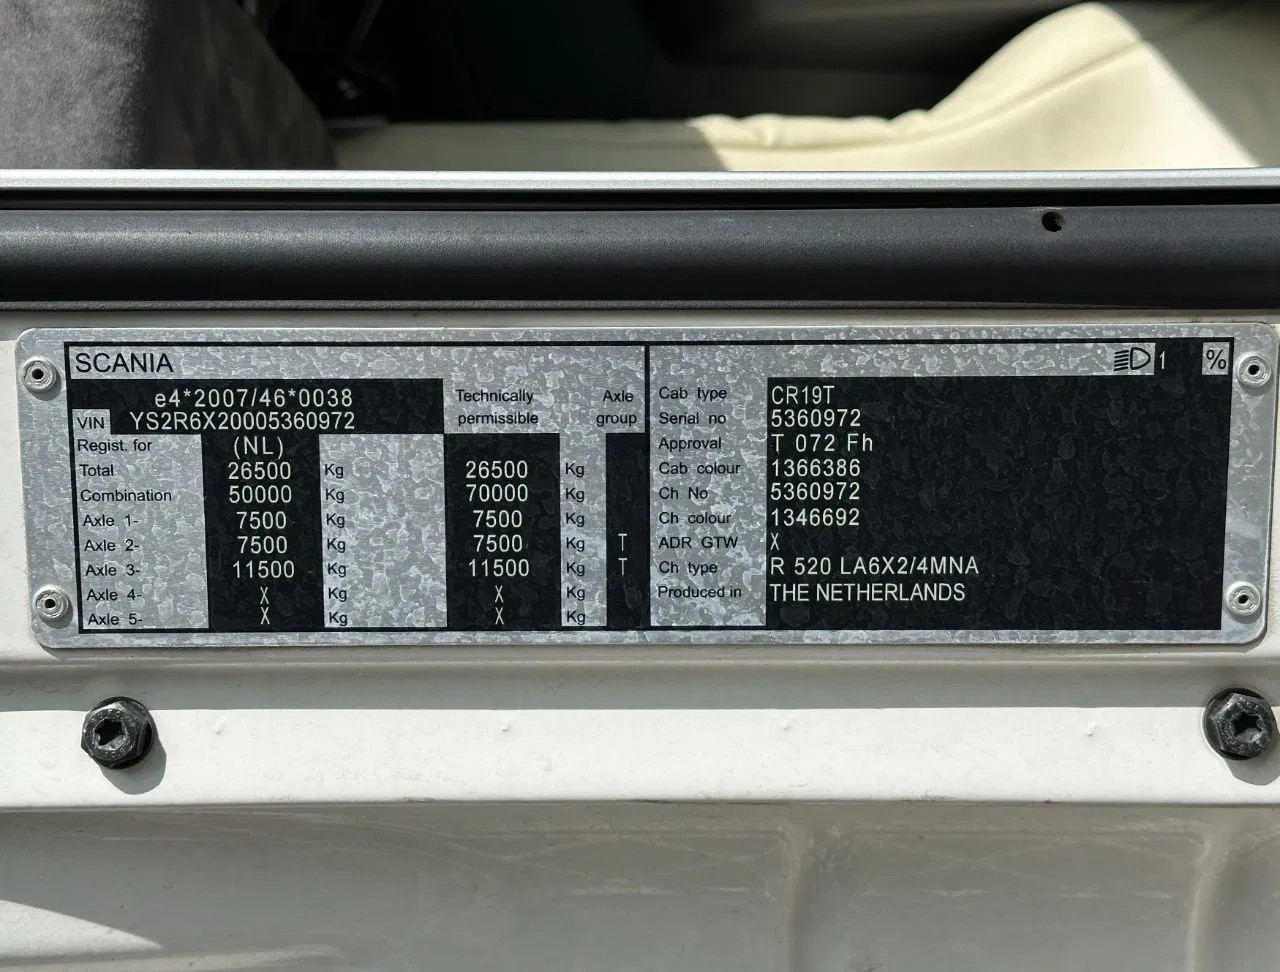 SCANIA
e4*2007/46*0038
VIN YS2R6X20005360972
Technically permissible
Axle group
Regist. for (NL)
Total 26500 Kg 26500 Kg
Combination 50000 Kg 70000 Kg
Axle 1- 7500 Kg 7500 Kg
Axle 2- 7500 Kg 7500 Kg T
Axle 3- 11500 Kg 11500 Kg T
Axle 4- X Kg X Kg
Axle 5- X Kg X Kg
1 %
Cab type CR19T
Serial no 5360972
Approval T 072 Fh
Cab colour 1366386
Ch No 5360972
Ch colour 1346692
ADR GTW X
Ch type R 520 LA6X2/4MNA
Produced in THE NETHERLANDS